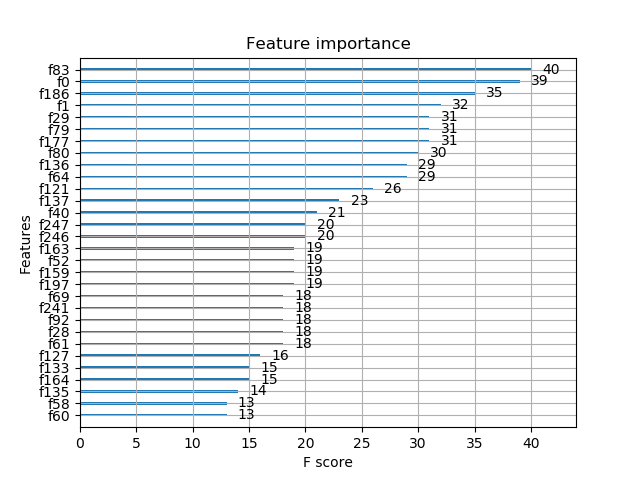 Feature importance
f83 40
f0 39
f186 35
f1 32
f29 31
f79 31
f177 31
f80 30
f136 29
f64 29
f121 26
f137 23
f40 21
f247 20
f246 20
f163 19
f52 19
f159 19
f197 19
f69 18
f241 18
f92 18
f28 18
f61 18
f127 16
f133 15
f164 15
f135 14
f58 13
f60 13
Features
0 5 10 15 20 25 30 35 40
F score